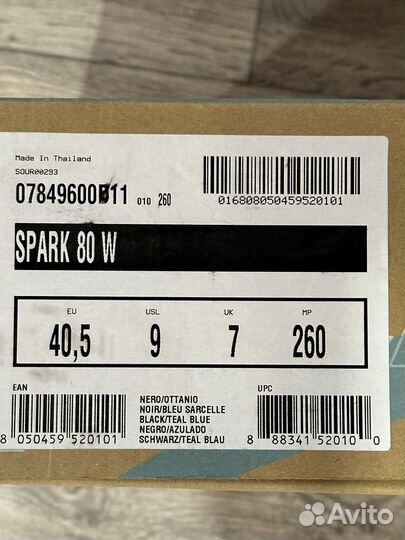 Made In Thailand
SOUR00293
07849600 11 010 260
016808050459520101
SPARK 80 W
EU USL UK MP
40,5 9 7 260
EAN
UPC
NERO/OTTANIO
NOIR/BLEU SARCELLE
BLACK/TEAL BLUE
NEGRO/AZULADO
SCHWARZ/TEAL BLAU
8 050459 520101
8 88341 52010 0
Avito